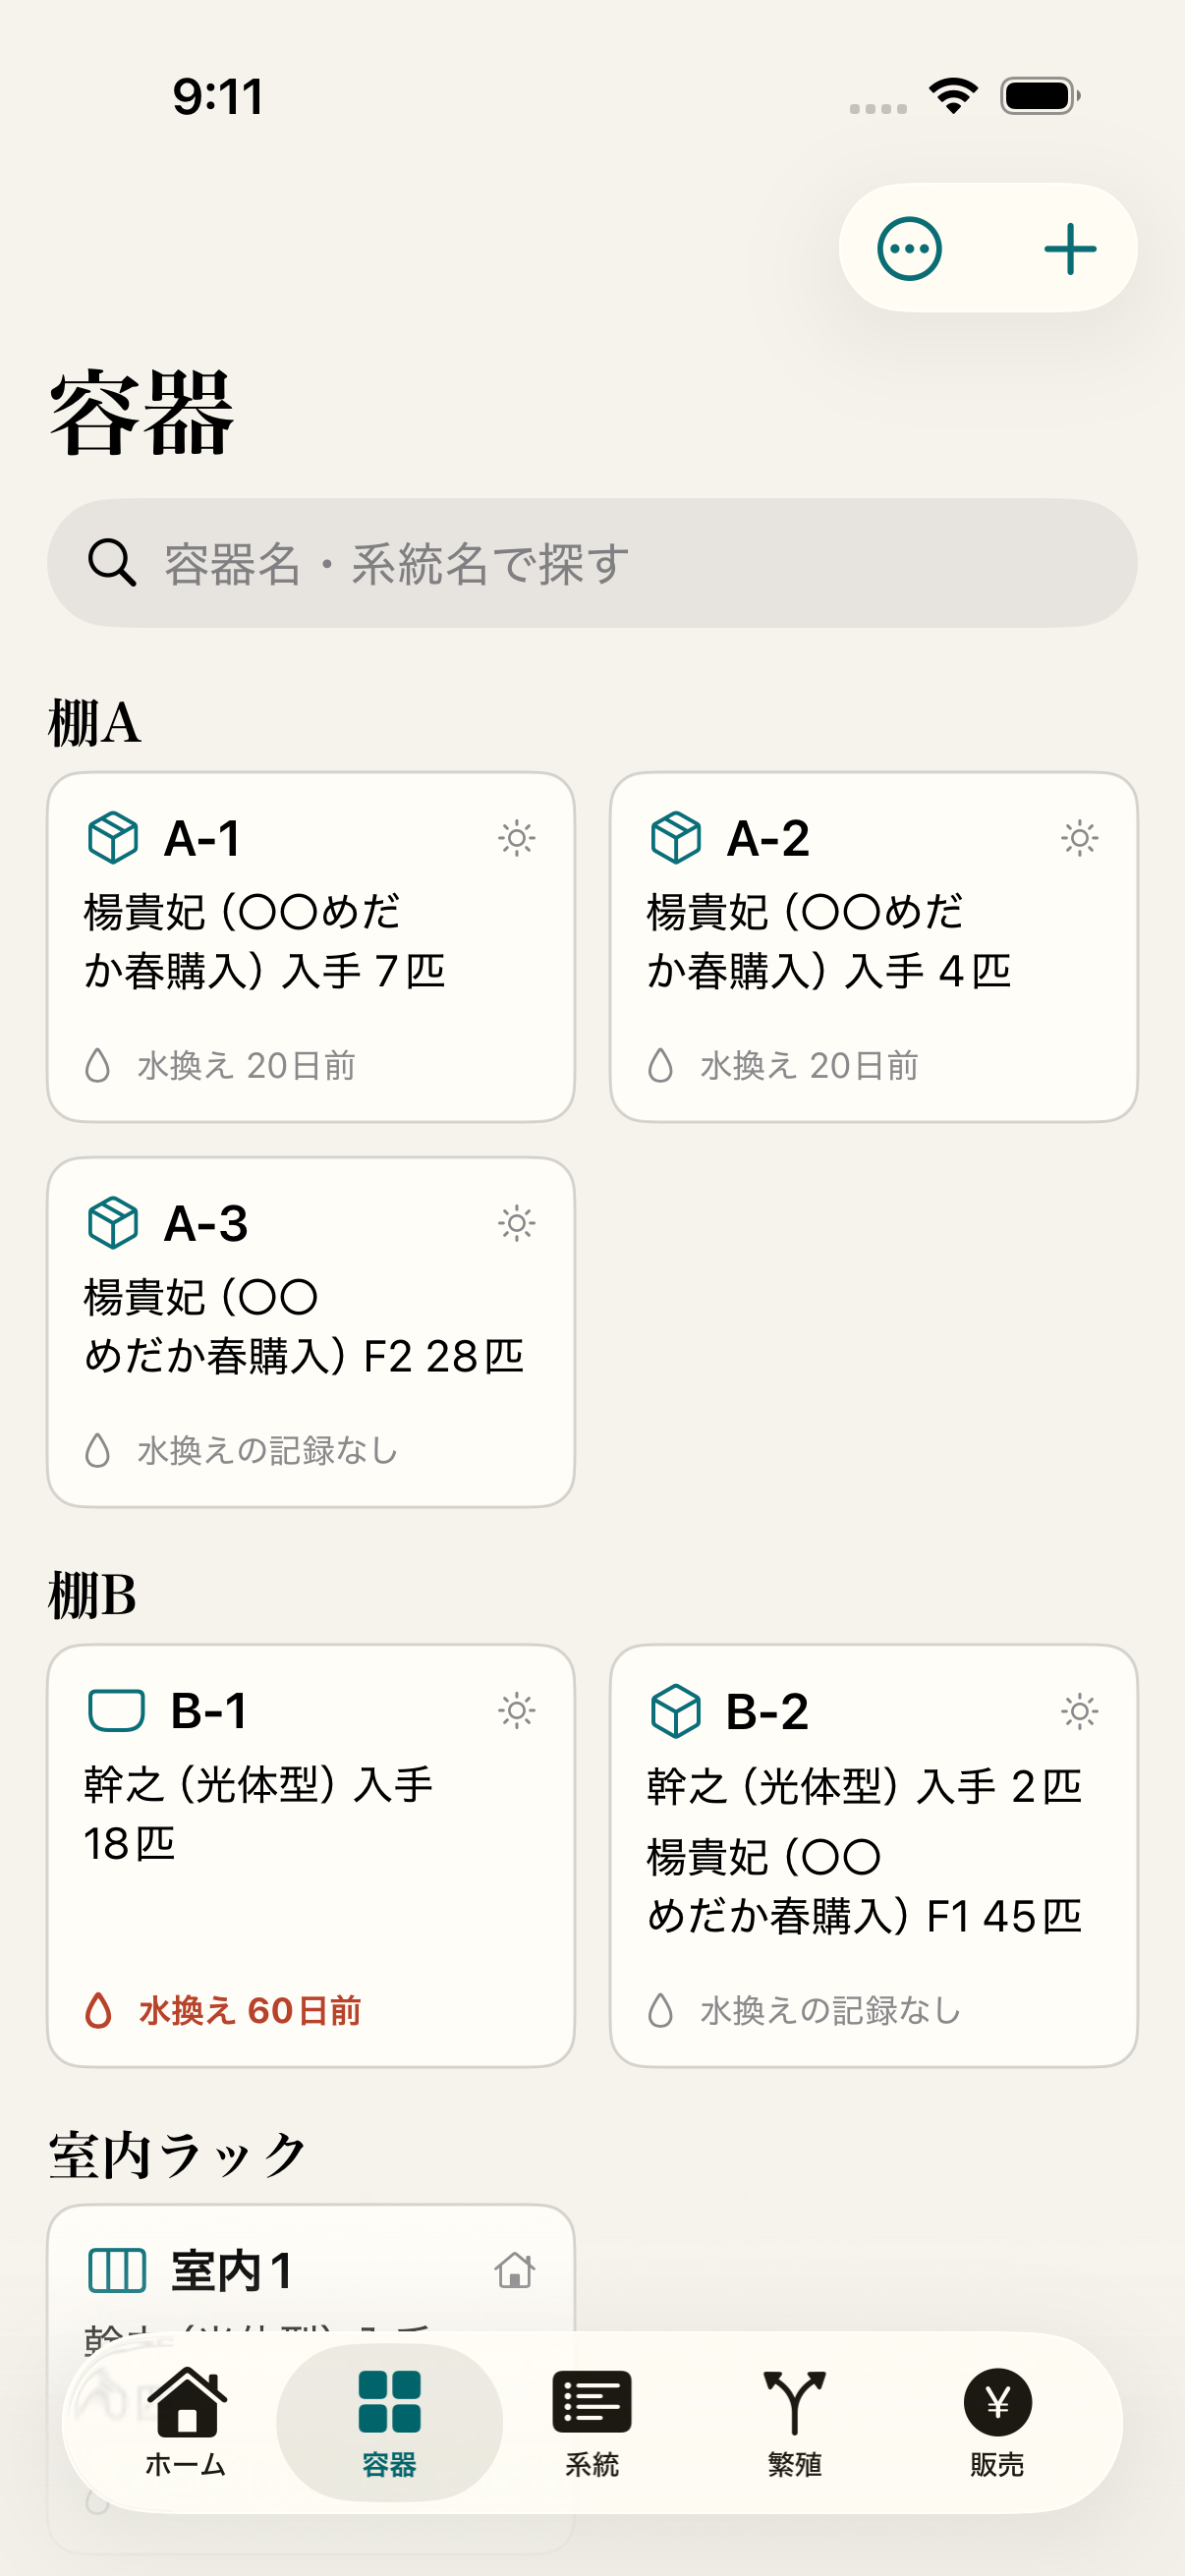 9:11
容器
容器名・系統名で探す
棚A
A-1
楊貴妃（〇〇めだ
か春購入）入手 7匹
水換え 20日前
A-2
楊貴妃（〇〇めだ
か春購入）入手 4匹
水換え 20日前
A-3
楊貴妃（〇〇
めだか春購入）F2 28匹
水換えの記録なし
棚B
B-1
幹之（光体型）入手
18匹
水換え 60日前
B-2
幹之（光体型）入手 2匹
楊貴妃（〇〇
めだか春購入）F1 45匹
水換えの記録なし
室内ラック
室内1
幹之（光体型）入手
ホーム
容器
系統
繁殖
¥
販売